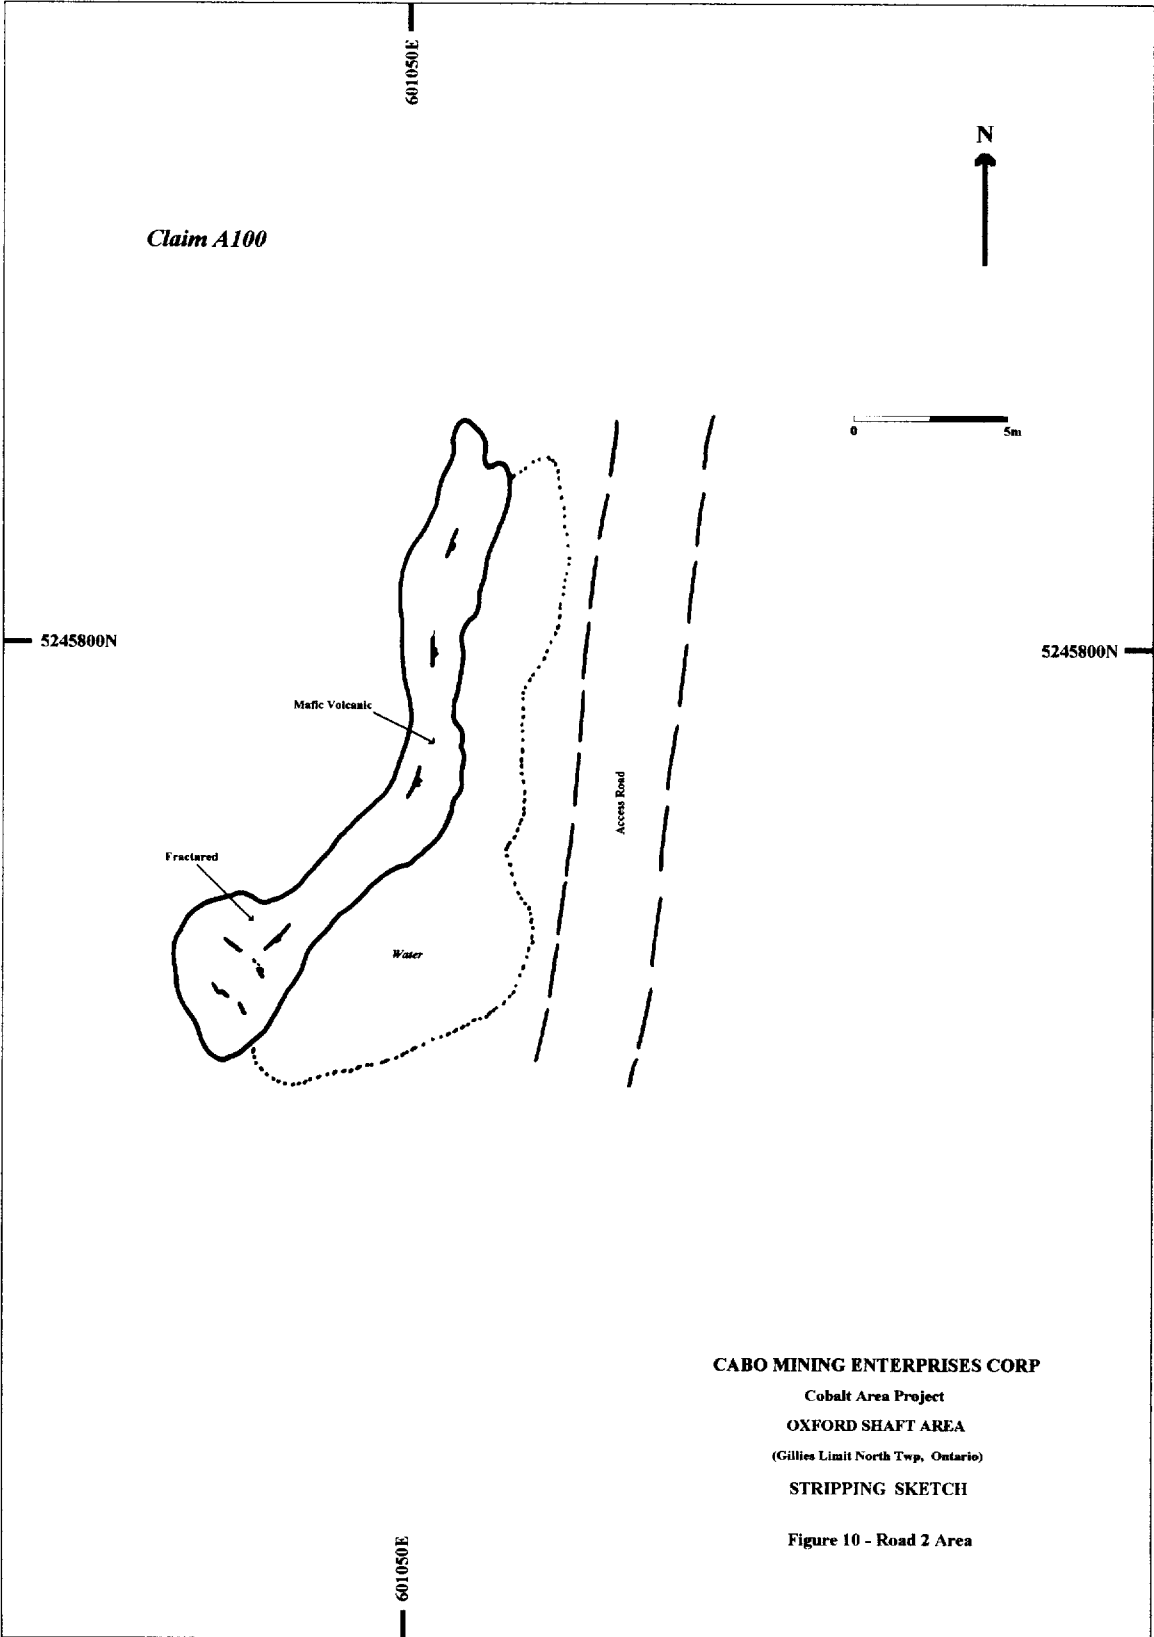 601050E
N
Claim A100
0 5m
5245800N
5245800N
Mafic Volcanic
Access Road
Fractured
Water
CABO MINING ENTERPRISES CORP
Cobalt Area Project
OXFORD SHAFT AREA
(Gillies Limit North Twp, Ontario)
STRIPPING SKETCH
Figure 10 - Road 2 Area
601050E